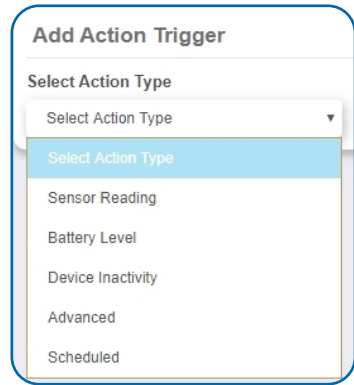 Add Action Trigger
Select Action Type
Select Action Type
Select Action Type
Sensor Reading
Battery Level
Device Inactivity
Advanced
Scheduled